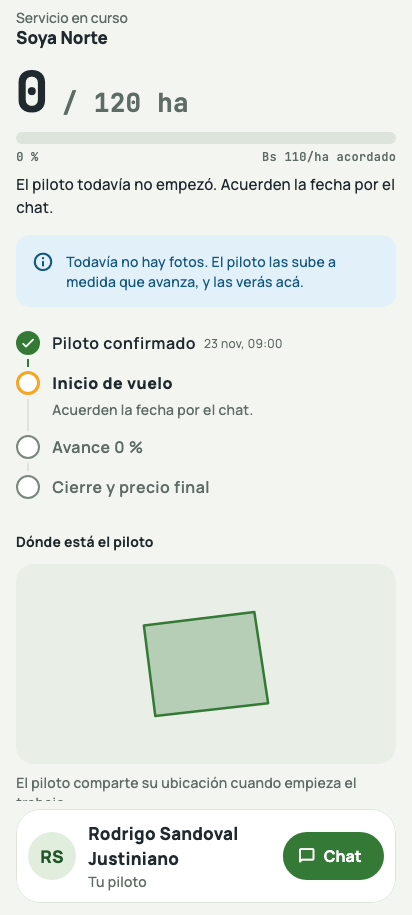 Servicio en curso
Soya Norte
0 / 120 ha
0 %
Bs 110/ha acordado
El piloto todavía no empezó. Acuerden la fecha por el
chat.
Todavía no hay fotos. El piloto las sube a
medida que avanza, y las verás acá.
Piloto confirmado 23 nov, 09:00
Inicio de vuelo
Acuerden la fecha por el chat.
Avance 0 %
Cierre y precio final
Dónde está el piloto
El piloto comparte su ubicación cuando empieza el
RS
Rodrigo Sandoval
Justiniano
Tu piloto
Chat